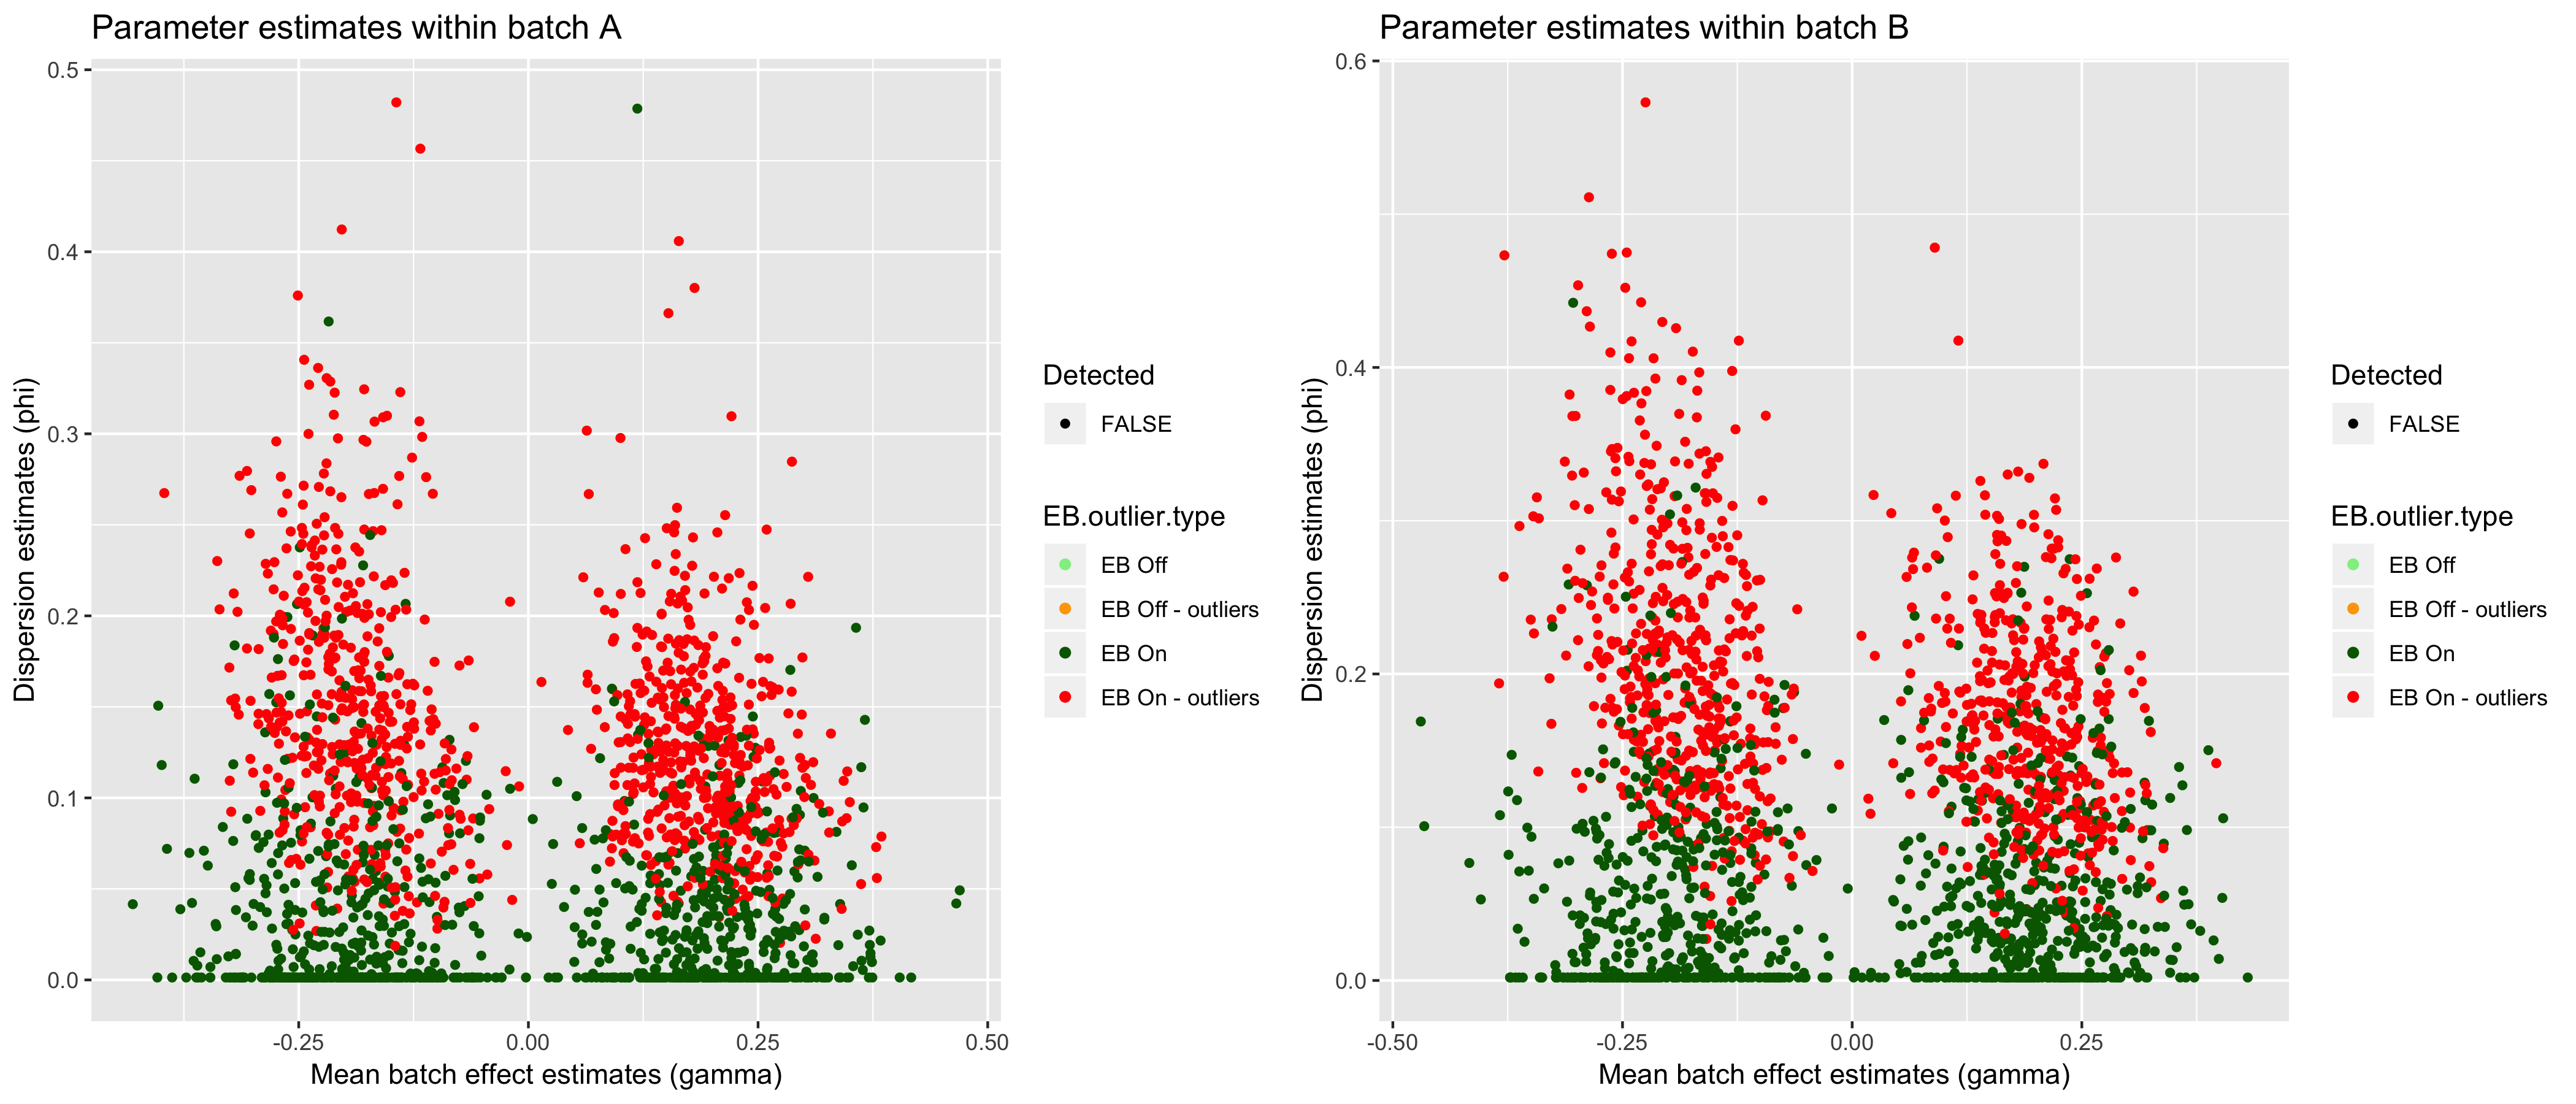 Parameter estimates within batch A
0.5
0.4
0.3
0.2
0.1
0.0
Dispersion estimates (phi)
-0.25
0.00
0.25
0.50
Mean batch effect estimates (gamma)
Detected
FALSE
EB.outlier.type
EB Off
EB Off - outliers
EB On
EB On - outliers
Parameter estimates within batch B
0.6
0.4
0.2
0.0
Dispersion estimates (phi)
-0.50
-0.25
0.00
0.25
Mean batch effect estimates (gamma)
Detected
FALSE
EB.outlier.type
EB Off
EB Off - outliers
EB On
EB On - outliers